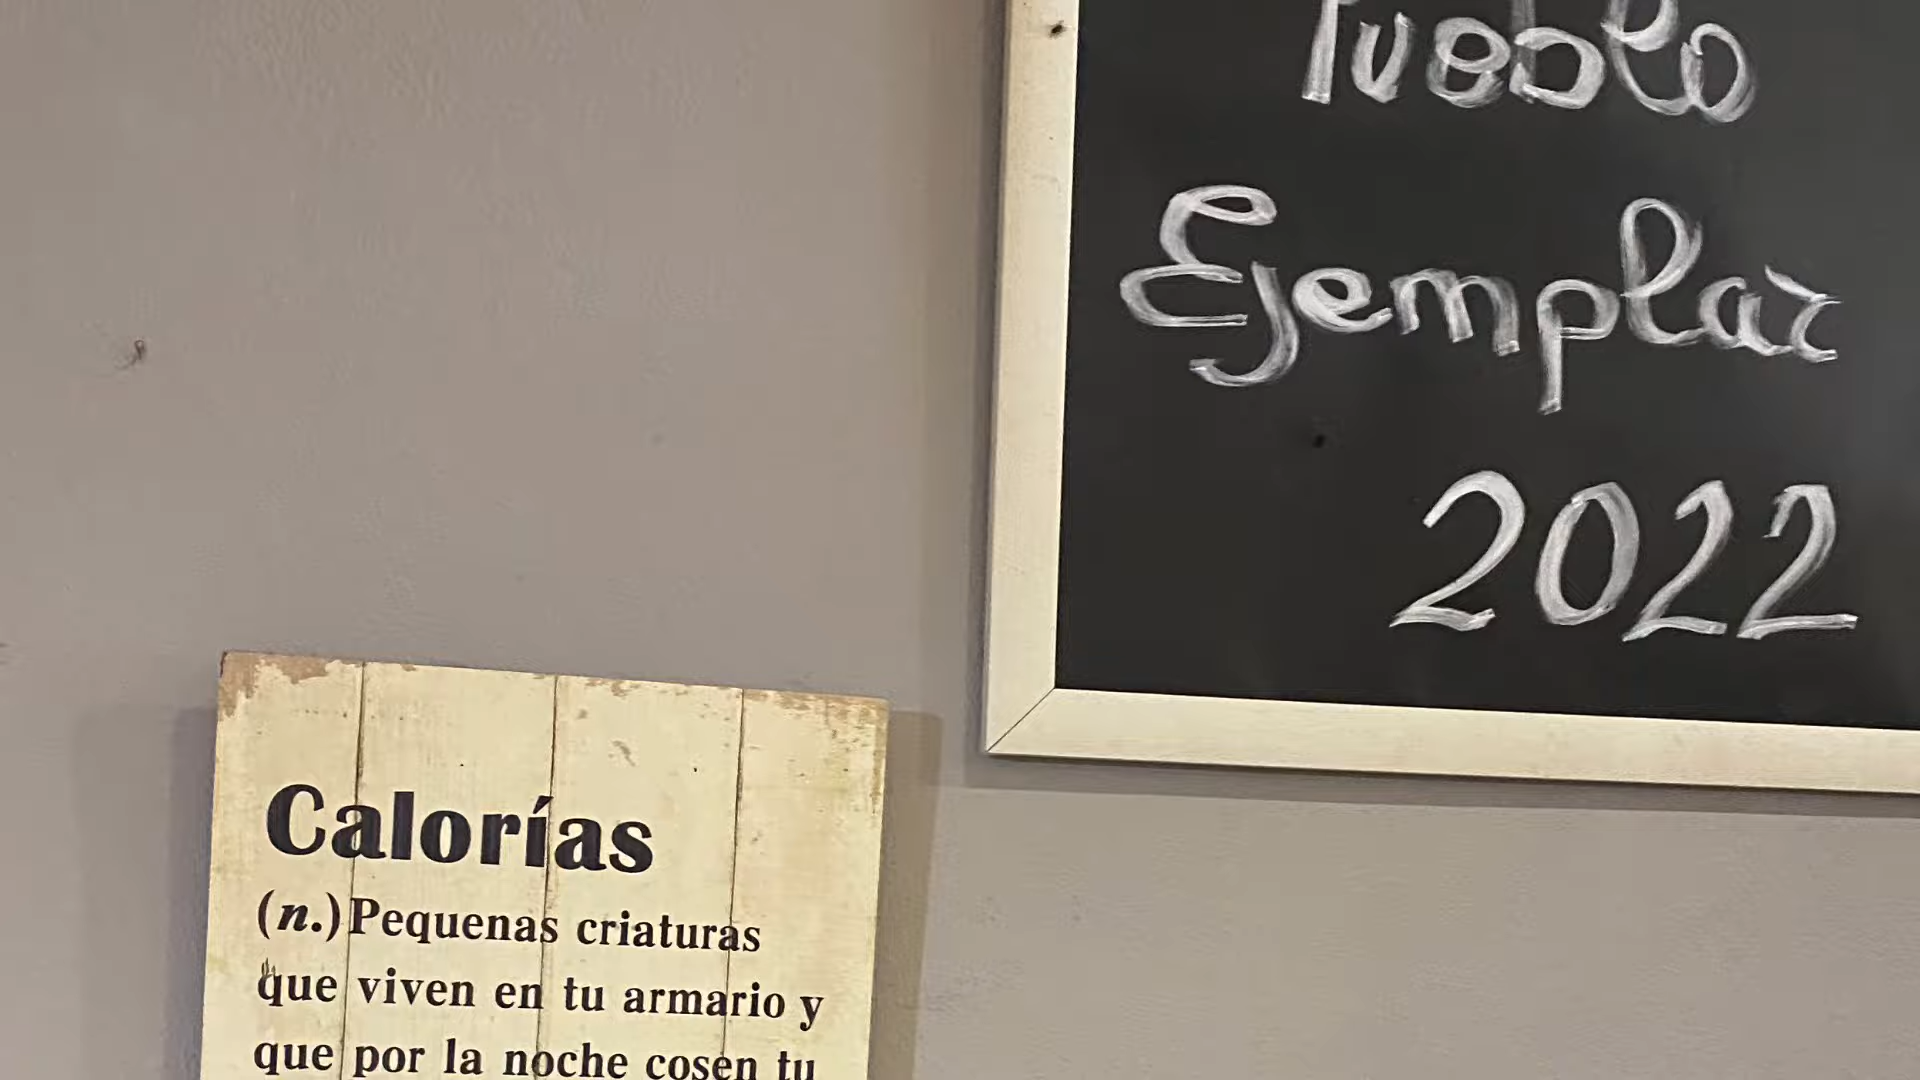 Pueblo
Ejemplar
2022
Calorías
(n.) Pequenas criaturas
que viven en tu armario y
que por la noche cosen tu